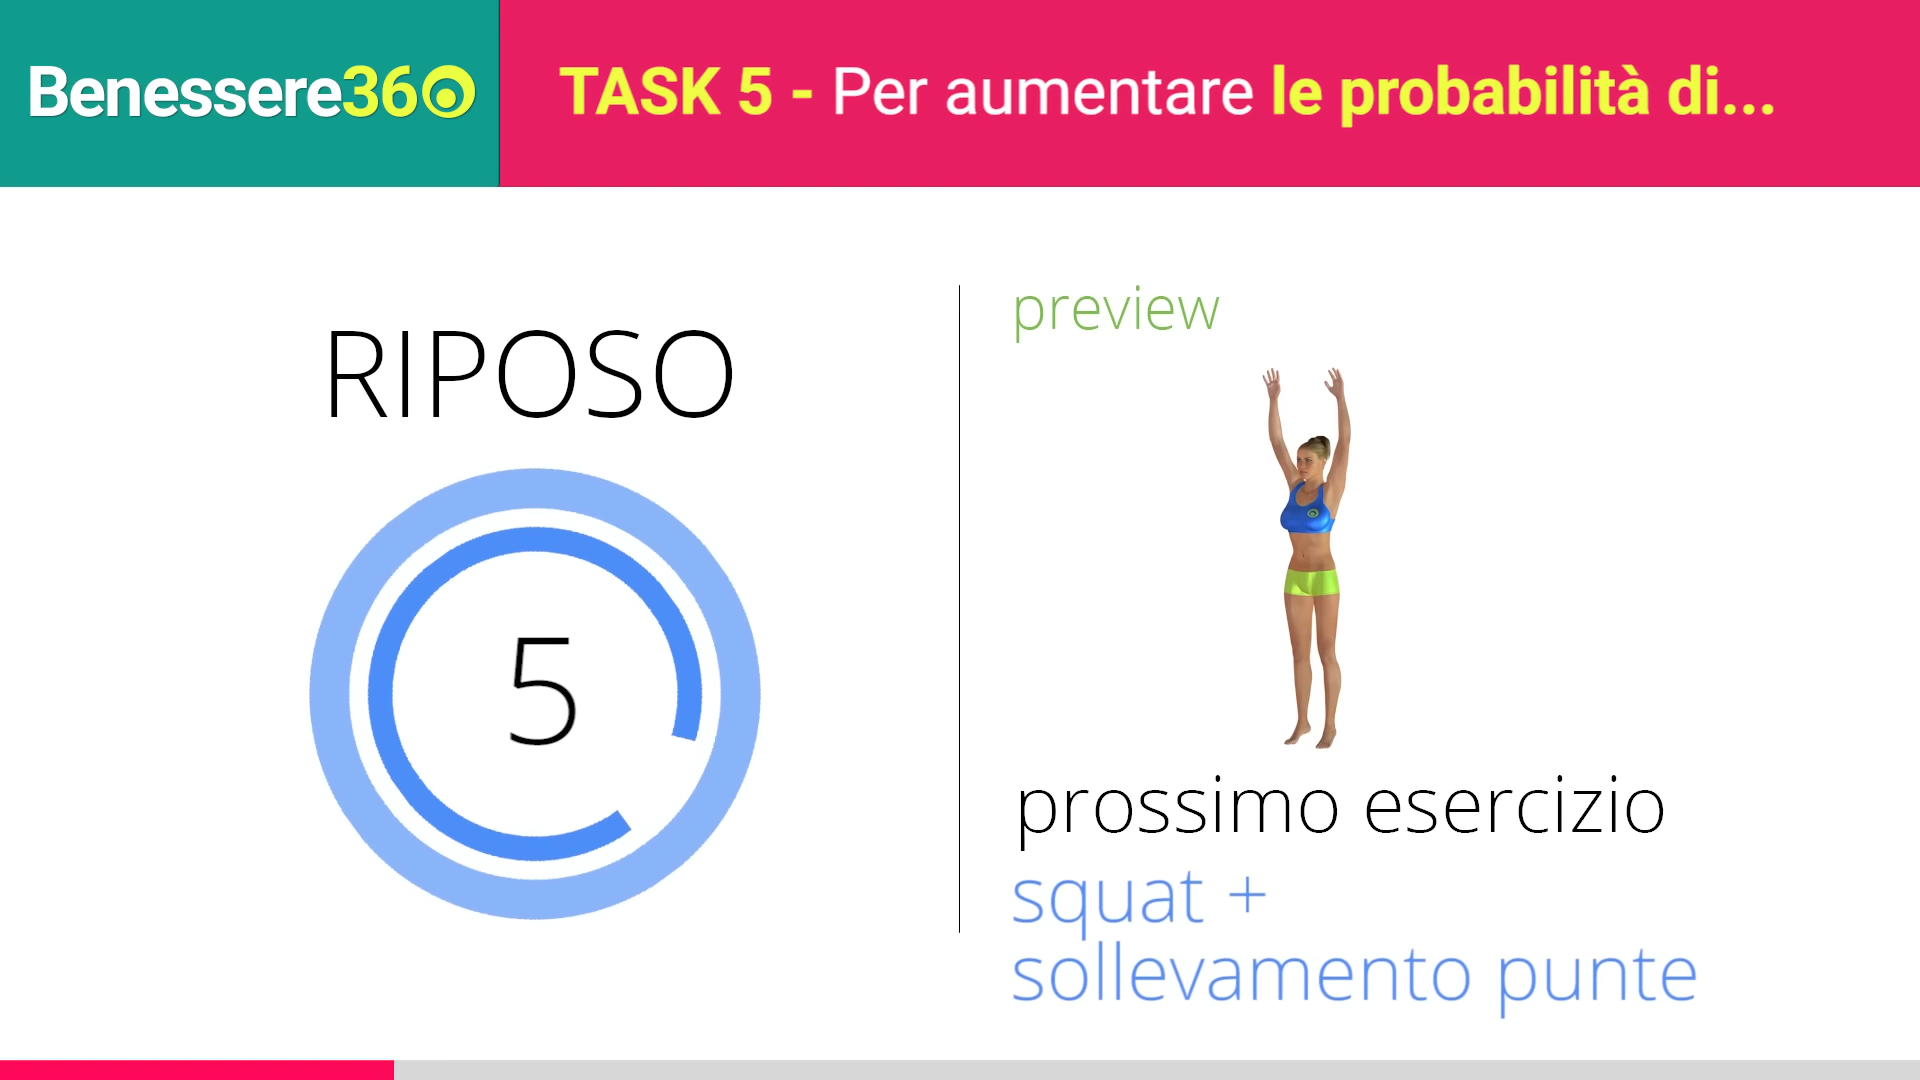 Benessere360
TASK 5 - Per aumentare le probabilità di...
RIPOSO
5
preview
prossimo esercizio
squat +
sollevamento punte